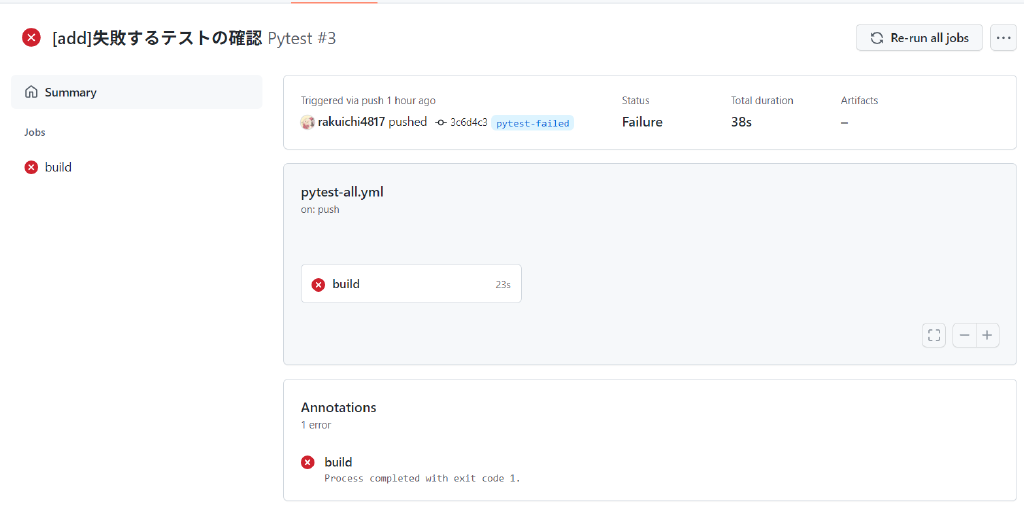 [add]失敗するテストの確認 Pytest #3
Re-run all jobs
Summary
Jobs
build
Triggered via push 1 hour ago
rakuichi4817 pushed 3c6d4c3 pytest-failed
Status
Failure
Total duration
38s
Artifacts
–
pytest-all.yml
on: push
build 23s
Annotations
1 error
build
Process completed with exit code 1.